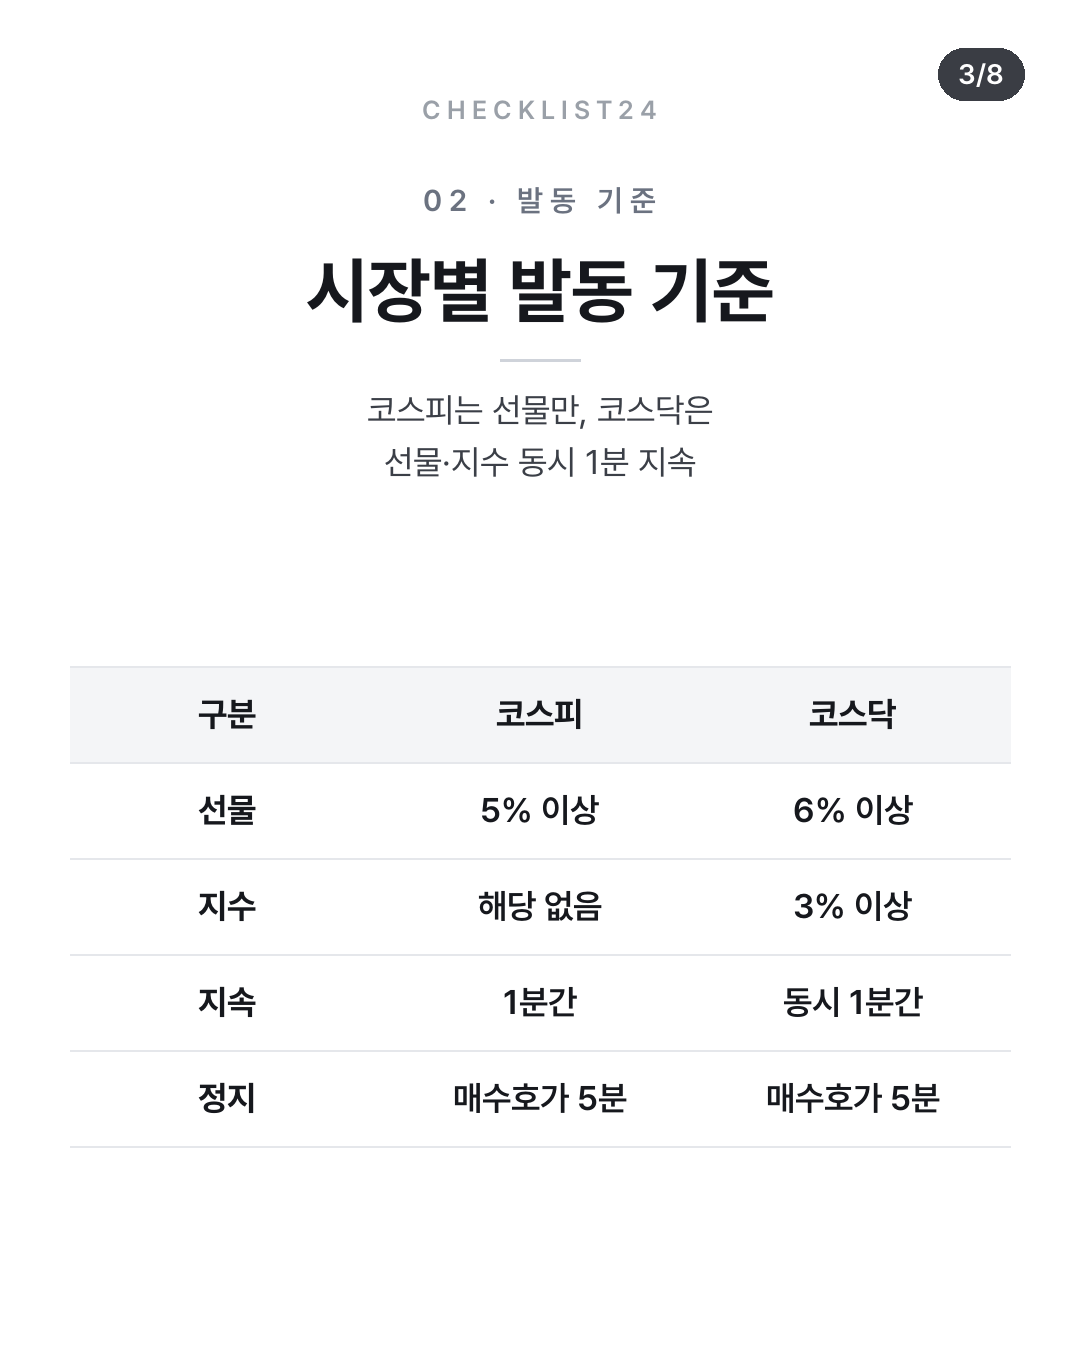 3/8
CHECKLIST24
02 · 발동 기준
시장별 발동 기준
코스피는 선물만, 코스닥은
선물·지수 동시 1분 지속
구분 코스피 코스닥
선물 5% 이상 6% 이상
지수 해당 없음 3% 이상
지속 1분간 동시 1분간
정지 매수호가 5분 매수호가 5분